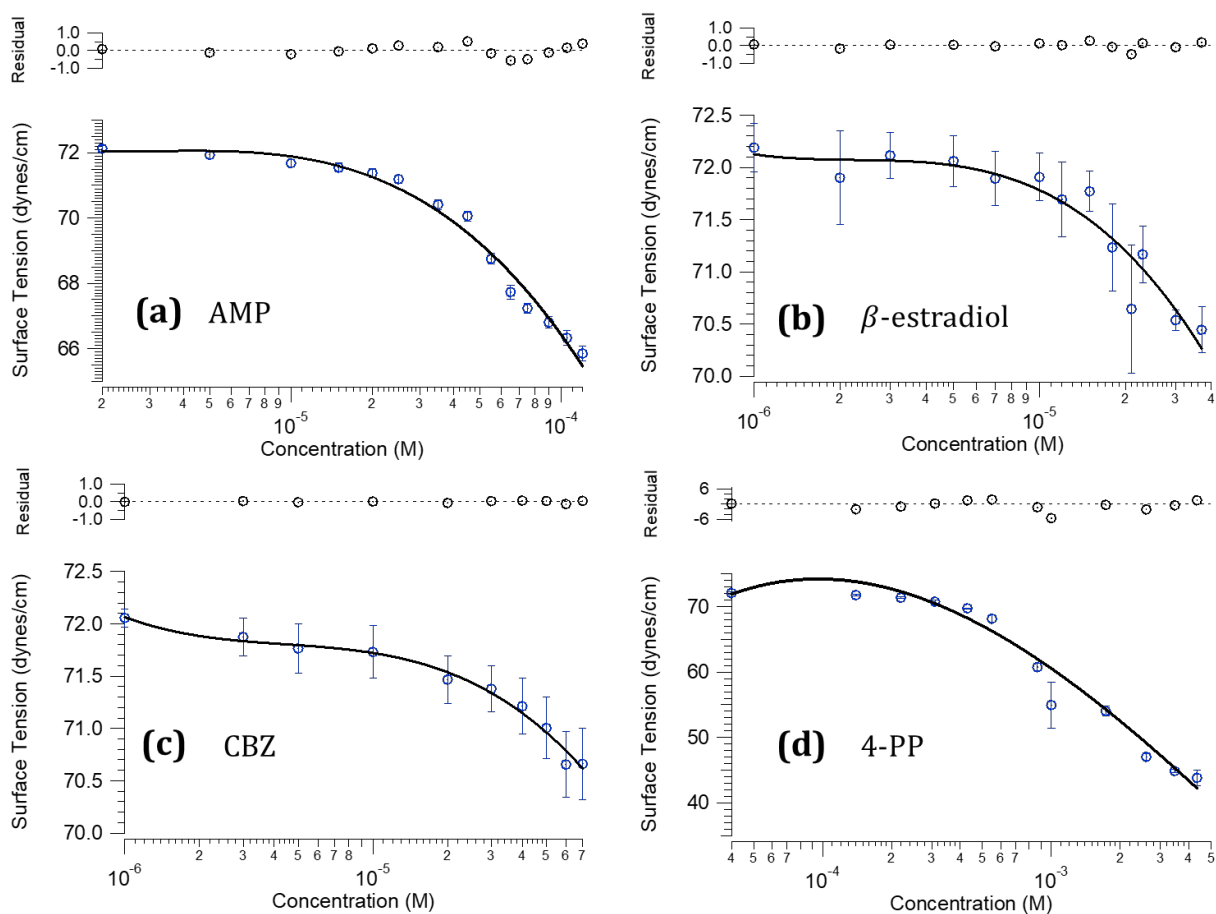 Residual
1.0
0.0
-1.0
Surface Tension (dynes/cm)
72
70
68
66
(a) AMP
2 3 4 5 6 7 8 9 2 3 4 5 6 7 8 9
10⁻⁵ 10⁻⁴
Concentration (M)
Residual
1.0
0.0
-1.0
Surface Tension (dynes/cm)
72.5
72.0
71.5
71.0
70.5
70.0
(b) β-estradiol
2 3 4 5 6 7 8 9 2 3 4
10⁻⁶ 10⁻⁵
Concentration (M)
Residual
1.0
0.0
-1.0
Surface Tension (dynes/cm)
72.5
72.0
71.5
71.0
70.5
70.0
(c) CBZ
2 3 4 5 6 7 8 2 3 4 5 6 7
10⁻⁶ 10⁻⁵
Concentration (M)
Residual
6
-6
Surface Tension (dynes/cm)
70
60
50
40
(d) 4-PP
4 5 6 7 2 3 4 5 6 7 2 3 4 5
10⁻⁴ 10⁻³
Concentration (M)